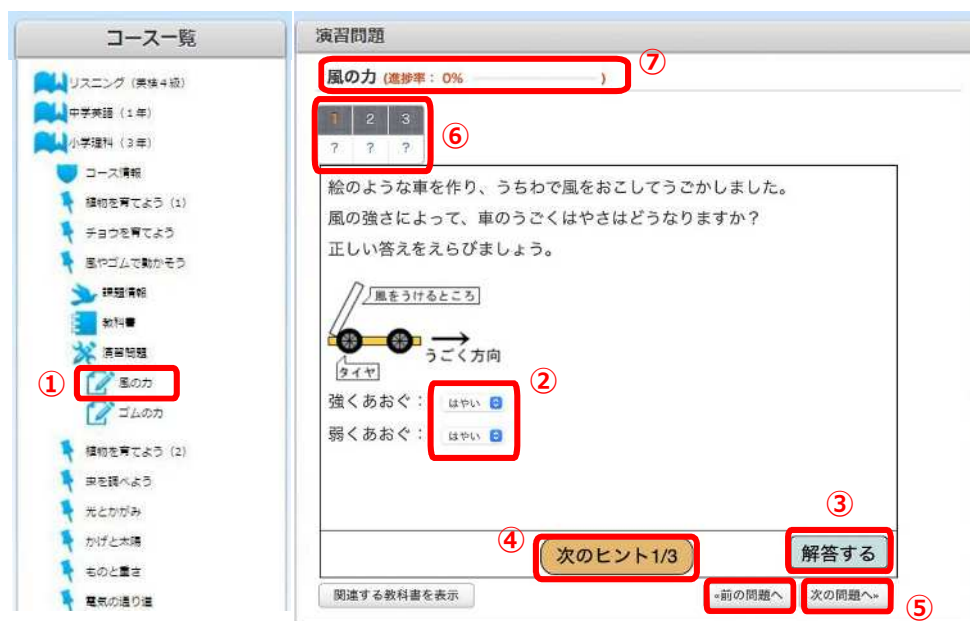 コース一覧
リスニング（英検４級）
中学英語（１年）
小学理科（３年）
コース情報
植物を育てよう（1）
チョウを育てよう
風やゴムで動かそう
課題情報
教科書
演習問題
①
風の力
ゴムの力
植物を育てよう（2）
虫を調べよう
光とかがみ
かげと太陽
ものと重さ
電気の通り道
演習問題
風の力 (進捗率： 0% )
⑦
1 2 3
? ? ?
⑥
絵のような車を作り、うちわで風をおこしてうごかしました。
風の強さによって、車のうごくはやさはどうなりますか？
正しい答えをえらびましょう。
風をうけるところ
うごく方向
タイヤ
②
強くあおぐ： はやい
弱くあおぐ： はやい
③
④
次のヒント1/3
解答する
関連する教科書を表示
«前の問題へ
次の問題へ»
⑤